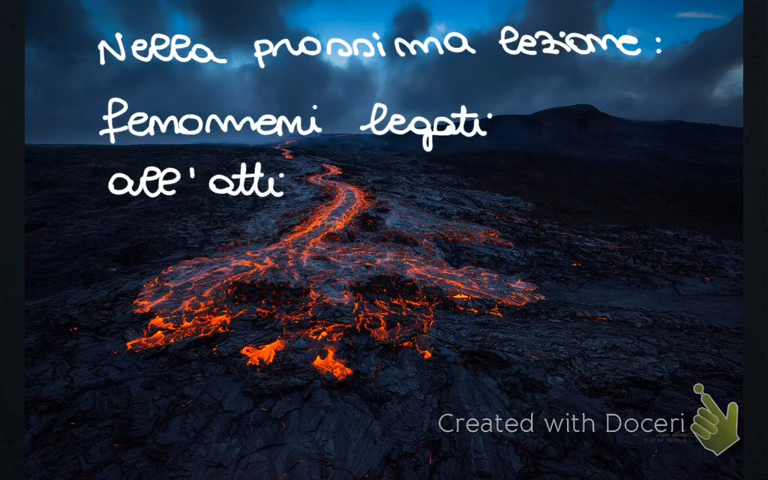 Nella prossima lezione:
fenomeni legati
all'atti
Created with Doceri